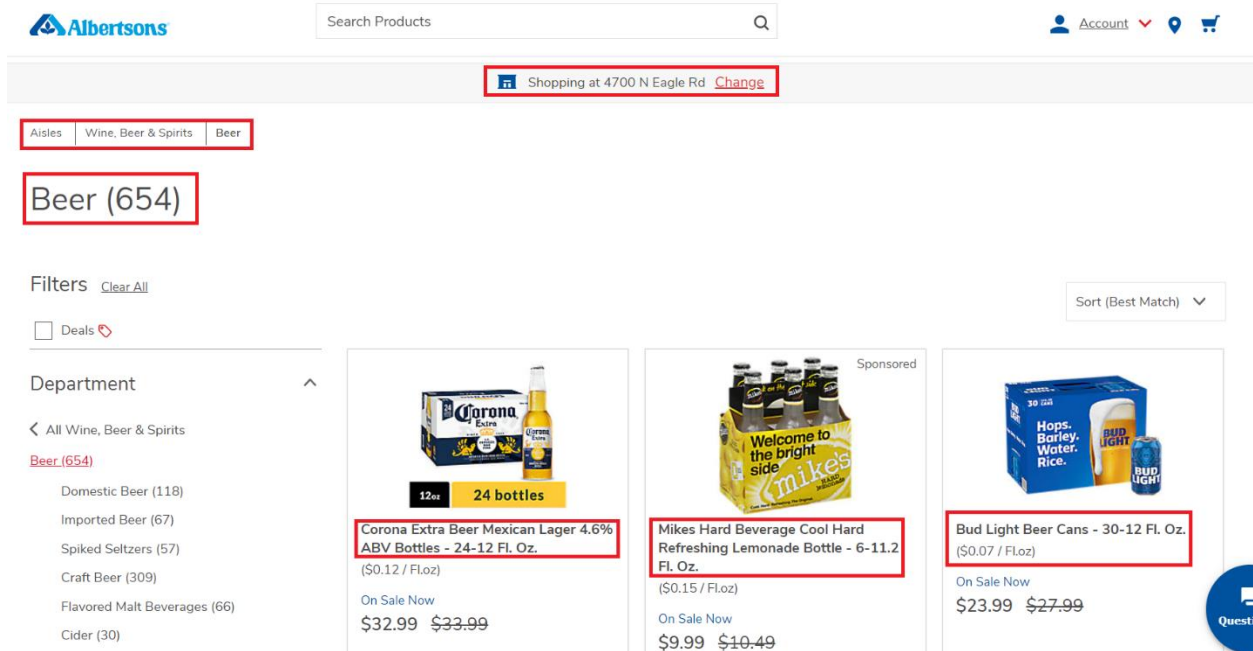 Albertsons
Search Products
Account
Shopping at 4700 N Eagle Rd Change
Aisles Wine, Beer & Spirits Beer
Beer (654)
Filters Clear All
Sort (Best Match)
Deals
Department
All Wine, Beer & Spirits
Beer (654)
Domestic Beer (118)
Imported Beer (67)
Spiked Seltzers (57)
Craft Beer (309)
Flavored Malt Beverages (66)
Cider (30)
Corona
Extra
12oz 24 bottles
Corona Extra Beer Mexican Lager 4.6%
ABV Bottles - 24-12 Fl. Oz.
($0.12 / Fl.oz)
On Sale Now
$32.99 $33.99
Sponsored
Welcome to
the bright
side
mike's
Mikes Hard Beverage Cool Hard
Refreshing Lemonade Bottle - 6-11.2
Fl. Oz.
($0.15 / Fl.oz)
On Sale Now
$9.99 $10.49
30
Hops.
Barley.
Water.
Rice.
BUD
LIGHT
BUD
LIGHT
Bud Light Beer Cans - 30-12 Fl. Oz.
($0.07 / Fl.oz)
On Sale Now
$23.99 $27.99